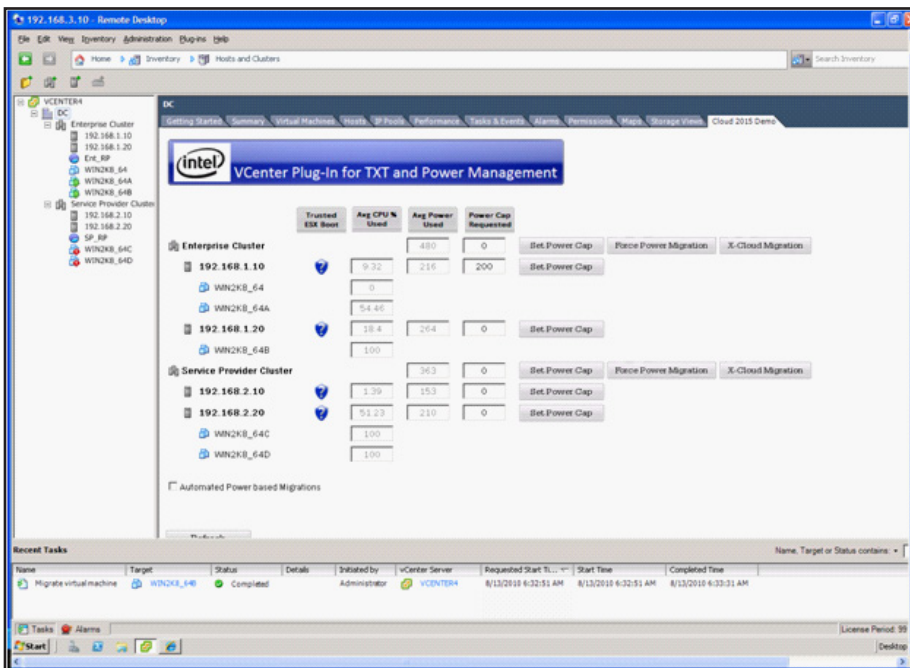 192.168.3.10 - Remote Desktop
File Edit View Inventory Administration Plug-ins Help
Home Inventory Hosts and Clusters Search Inventory
VCENTER4
DC
Enterprise Cluster
192.168.1.10
192.168.1.20
Ent_RP
WIN2K8_64
WIN2K8_64A
WIN2K8_64B
Service Provider Cluster
192.168.2.10
192.168.2.20
SP_RP
WIN2K8_64C
WIN2K8_64D
DC
Getting Started Summary Virtual Machines Hosts IP Pools Performance Tasks & Events Alarms Permissions Maps Storage Views Cloud 2015 Demo
intel VCenter Plug-In for TXT and Power Management
Trusted ESX Boot Avg CPU % Used Avg Power Used Power Cap Requested
Enterprise Cluster 480 0 Set Power Cap Force Power Migration X-Cloud Migration
192.168.1.10 9.32 216 200 Set Power Cap
WIN2K8_64 0
WIN2K8_64A 54.46
192.168.1.20 18.4 264 0 Set Power Cap
WIN2K8_64B 100
Service Provider Cluster 363 0 Set Power Cap Force Power Migration X-Cloud Migration
192.168.2.10 1.39 153 0 Set Power Cap
192.168.2.20 51.23 210 0 Set Power Cap
WIN2K8_64C 100
WIN2K8_64D 100
Automated Power based Migrations
Refresh
Recent Tasks Name, Target or Status contains:
Name Target Status Details Initiated by vCenter Server Requested Start Ti... Start Time Completed Time
Migrate virtual machine WIN2K8_64B Completed Administrator VCENTER4 8/13/2010 6:32:51 AM 8/13/2010 6:32:51 AM 8/13/2010 6:33:31 AM
Tasks Alarms License Period: 99
Start Desktop